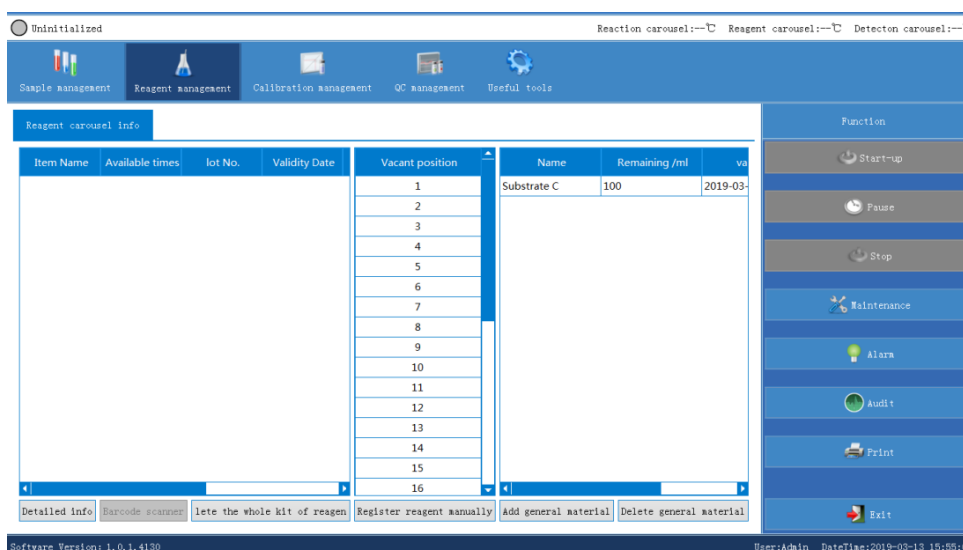 Uninitialized
Reaction carousel:--℃ Reagent carousel:--℃ Detecton carousel:--
Sample management Reagent management Calibration management QC management Useful tools
Reagent carousel info
Function
Item Name Available times lot No. Validity Date Vacant position Name Remaining /ml va
Start-up
1 Substrate C 100 2019-03-
2
Pause
3
4
Stop
5
6
7
Maintenance
8
9
Alarm
10
11
12
Audit
13
14
Print
15
16
Detailed info Barcode scanner lete the whole kit of reagen Register reagent manually Add general material Delete general material
Exit
Software Version: 1.0.1.4130
User:Admin DateTime:2019-03-13 15:55: